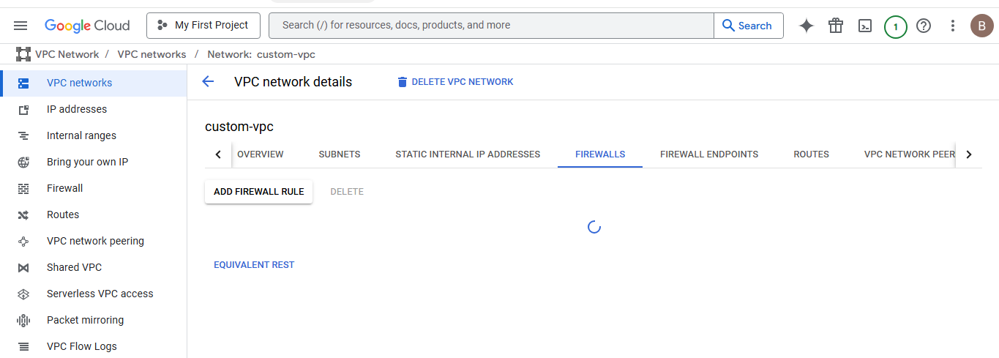 Google Cloud My First Project Search (/) for resources, docs, products, and more Search 1 B
VPC Network / VPC networks / Network: custom-vpc
VPC networks
IP addresses
Internal ranges
Bring your own IP
Firewall
Routes
VPC network peering
Shared VPC
Serverless VPC access
Packet mirroring
VPC Flow Logs
VPC network details DELETE VPC NETWORK
custom-vpc
OVERVIEW SUBNETS STATIC INTERNAL IP ADDRESSES FIREWALLS FIREWALL ENDPOINTS ROUTES VPC NETWORK PEER
ADD FIREWALL RULE DELETE
EQUIVALENT REST